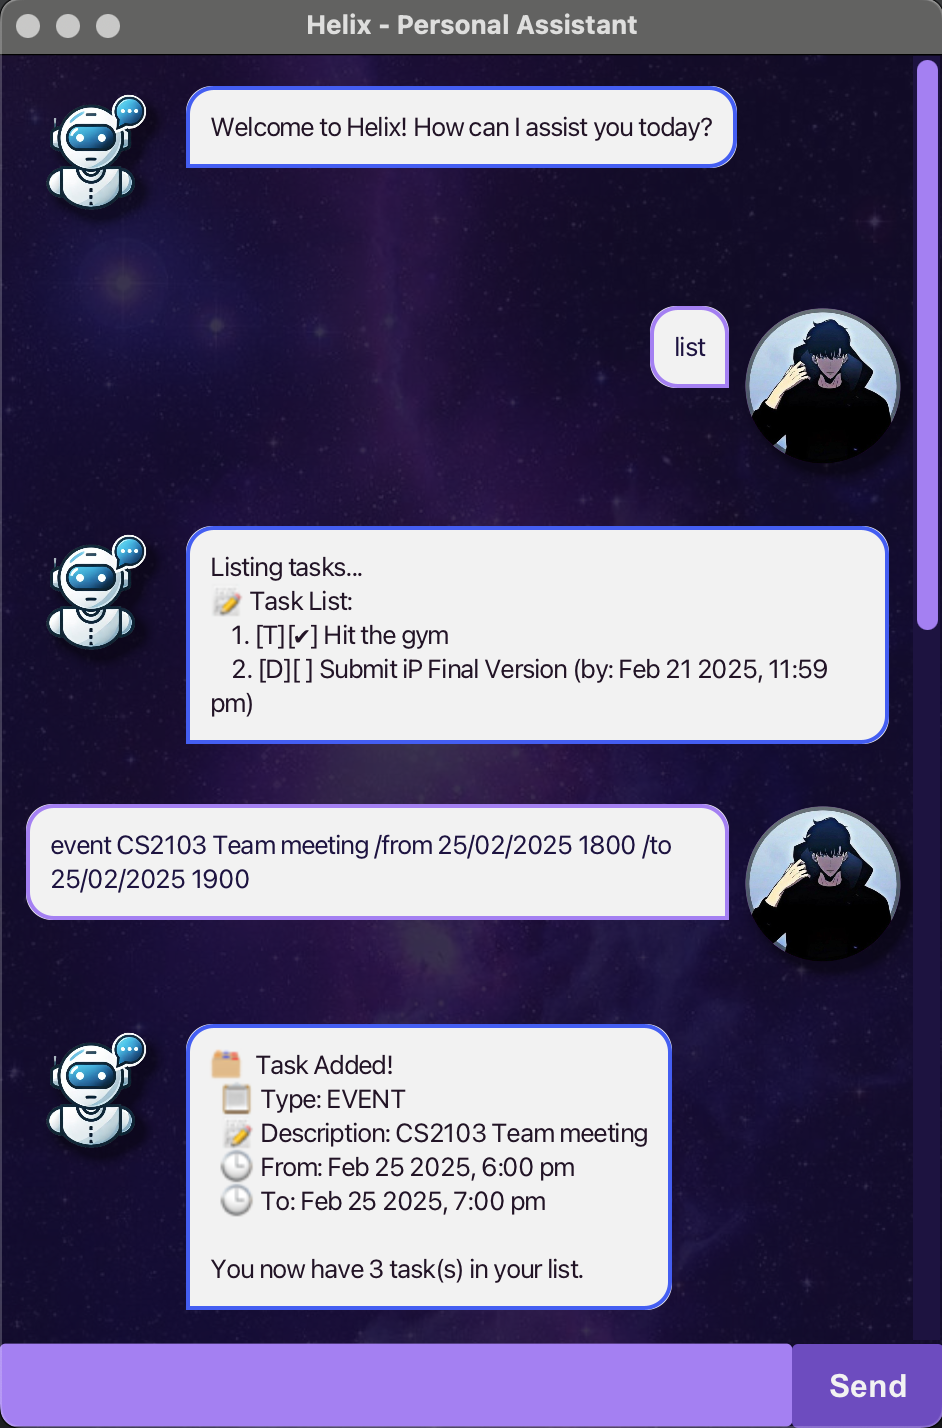 Helix - Personal Assistant
Welcome to Helix! How can I assist you today?
list
Listing tasks...
📝 Task List:
1. [T][✔] Hit the gym
2. [D][ ] Submit iP Final Version (by: Feb 21 2025, 11:59
pm)
event CS2103 Team meeting /from 25/02/2025 1800 /to
25/02/2025 1900
🗂️ Task Added!
📋 Type: EVENT
📝 Description: CS2103 Team meeting
🕒 From: Feb 25 2025, 6:00 pm
🕒 To: Feb 25 2025, 7:00 pm
You now have 3 task(s) in your list.
Send